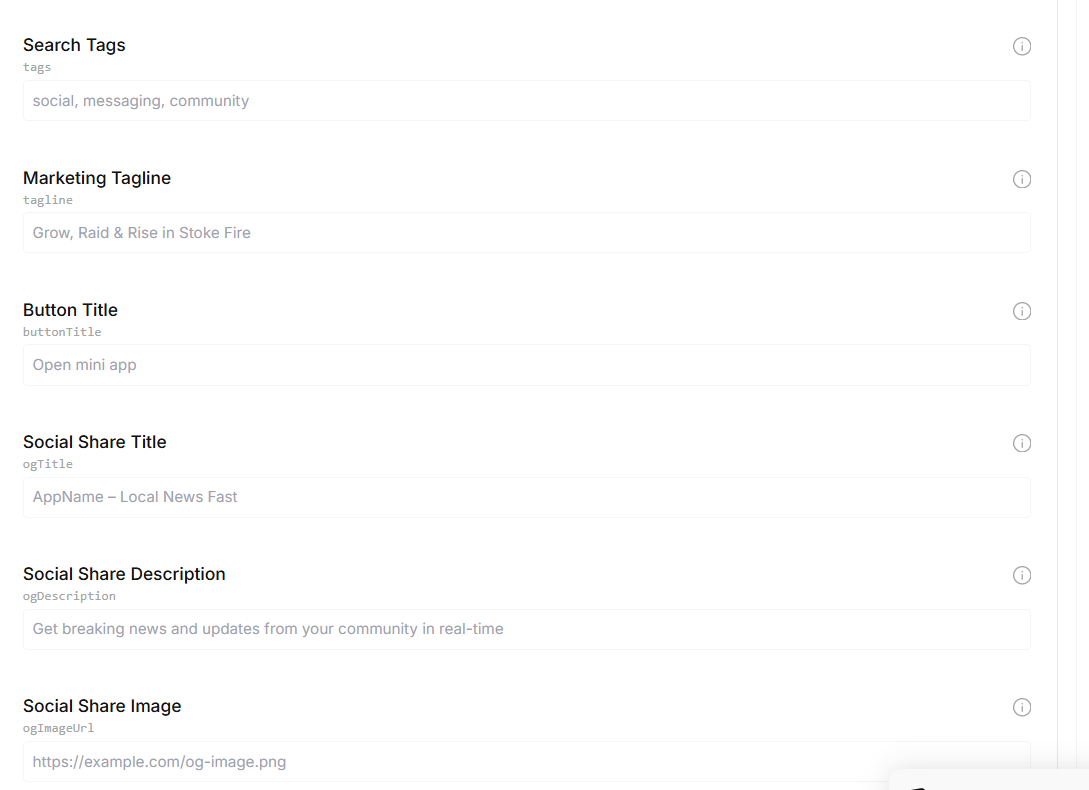 Search Tags
tags
social, messaging, community
Marketing Tagline
tagline
Grow, Raid & Rise in Stoke Fire
Button Title
buttonTitle
Open mini app
Social Share Title
ogTitle
AppName – Local News Fast
Social Share Description
ogDescription
Get breaking news and updates from your community in real-time
Social Share Image
ogImageUrl
https://example.com/og-image.png